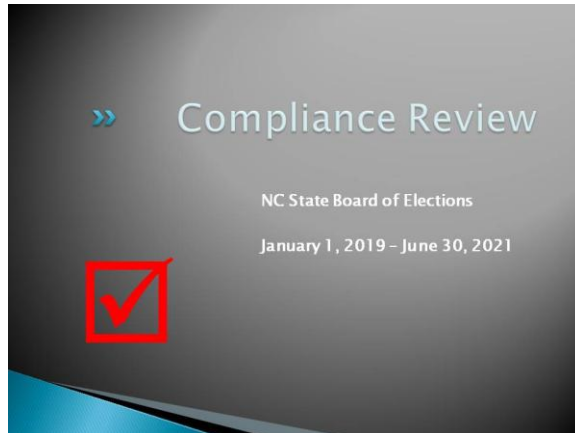 » Compliance Review
NC State Board of Elections
January 1, 2019 – June 30, 2021